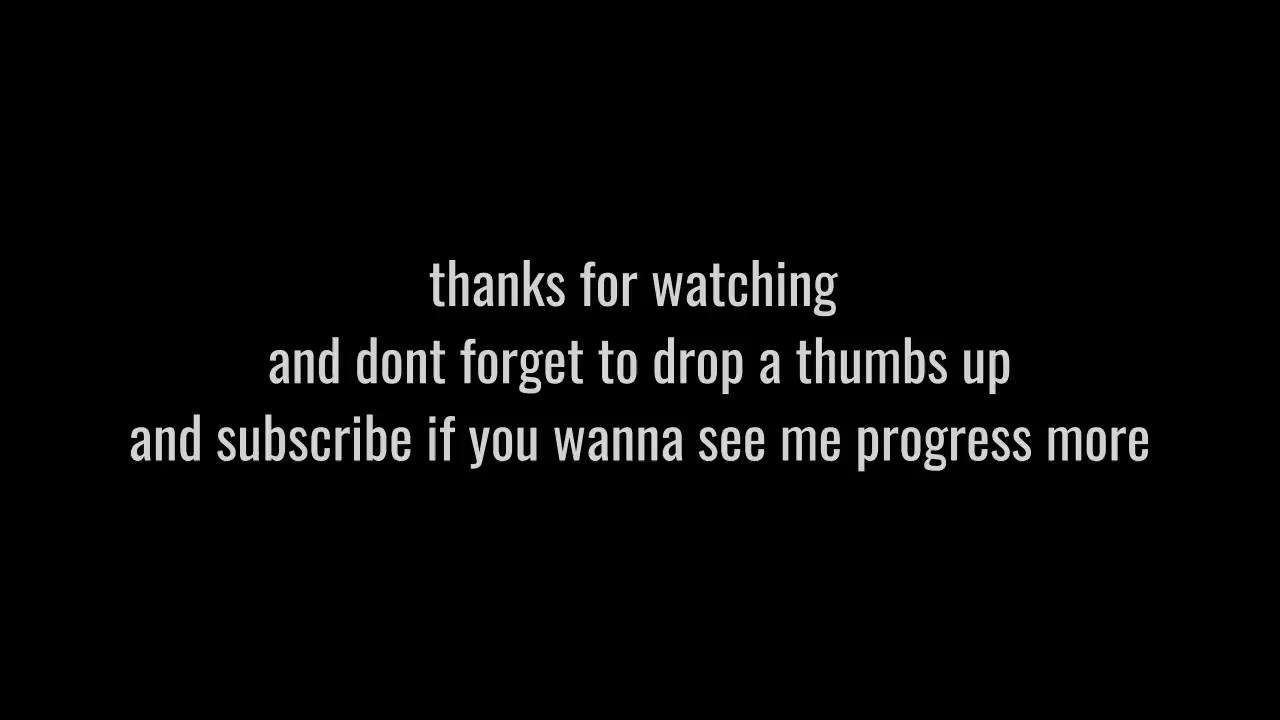 thanks for watching
and dont forget to drop a thumbs up
and subscribe if you wanna see me progress more